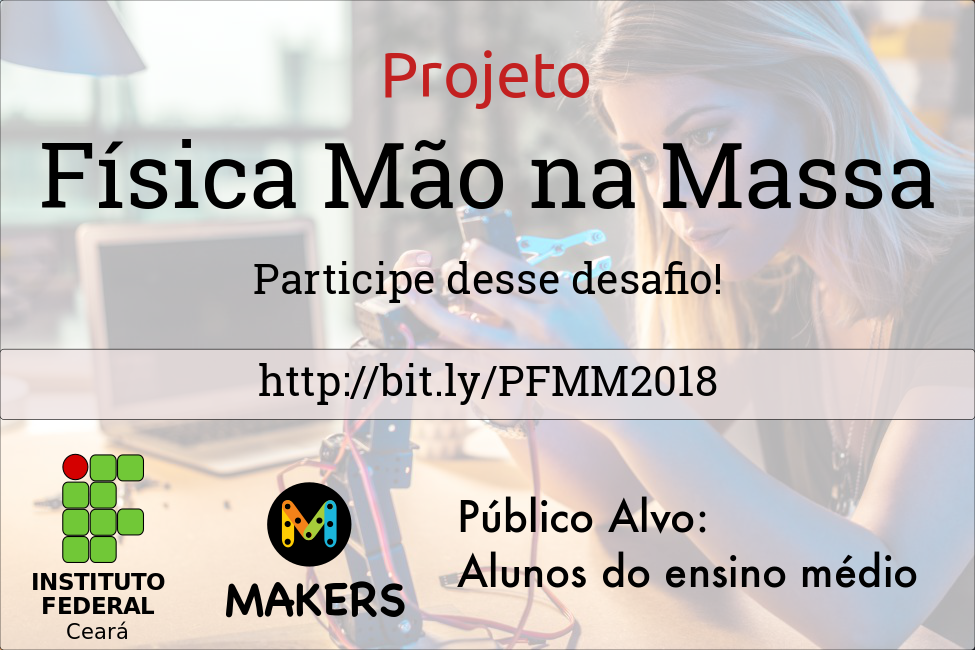 Projeto
Física Mão na Massa
Participe desse desafio!
http://bit.ly/PFMM2018
INSTITUTO
FEDERAL
Ceará
MAKERS
Público Alvo:
Alunos do ensino médio